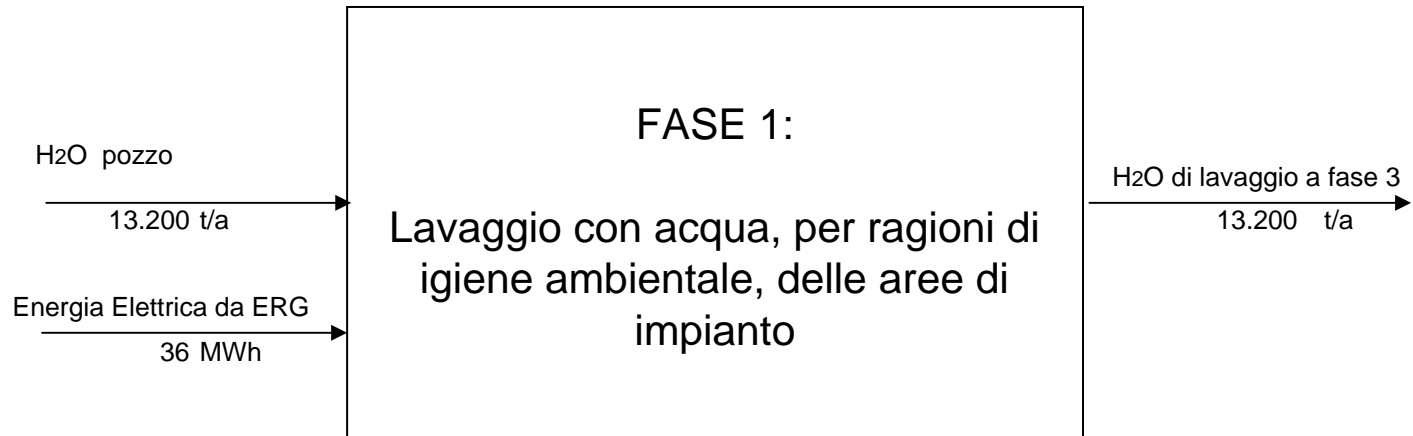 H2O pozzo
13.200 t/a
Energia Elettrica da ERG
36 MWh
FASE 1:
Lavaggio con acqua, per ragioni di
igiene ambientale, delle aree di
impianto
H2O di lavaggio a fase 3
13.200 t/a